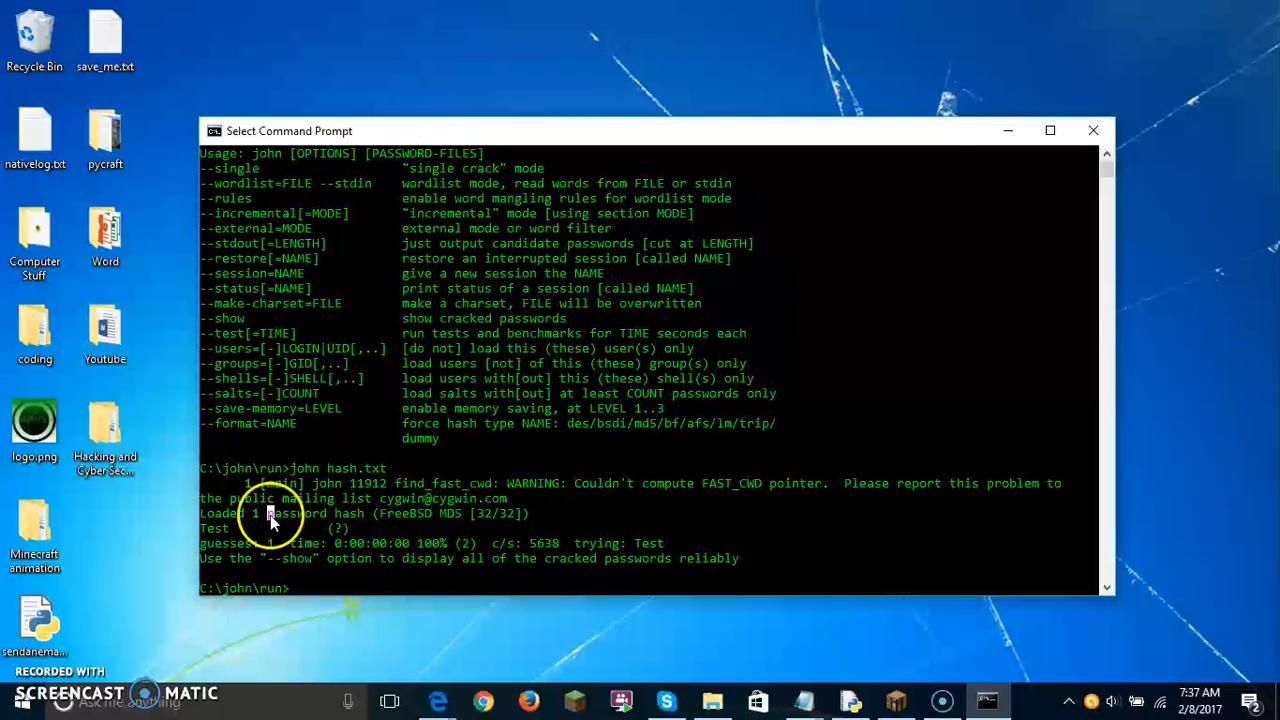 Recycle Bin
save_me.txt
nativelog.txt
pycraft
Computer
Stuff
Word
coding
Youtube
logo.png
Hacking and
Cyber Sec...
Minecraft
animation
sendanema...
Select Command Prompt
Usage: john [OPTIONS] [PASSWORD-FILES]
--single "single crack" mode
--wordlist=FILE --stdin wordlist mode, read words from FILE or stdin
--rules enable word mangling rules for wordlist mode
--incremental[=MODE] "incremental" mode [using section MODE]
--external=MODE external mode or word filter
--stdout[=LENGTH] just output candidate passwords [cut at LENGTH]
--restore[=NAME] restore an interrupted session [called NAME]
--session=NAME give a new session the NAME
--status[=NAME] print status of a session [called NAME]
--make-charset=FILE make a charset, FILE will be overwritten
--show show cracked passwords
--test[=TIME] run tests and benchmarks for TIME seconds each
--users=[-]LOGIN|UID[,..] [do not] load this (these) user(s) only
--groups=[-]GID[,..] load users [not] of this (these) group(s) only
--shells=[-]SHELL[,..] load users with[out] this (these) shell(s) only
--salts=[-]COUNT load salts with[out] at least COUNT passwords only
--save-memory=LEVEL enable memory saving, at LEVEL 1..3
--format=NAME force hash type NAME: des/bsdi/md5/bf/afs/lm/trip/
dummy
C:\john\run>john hash.txt
1 [main] john 11912 find_fast_cwd: WARNING: Couldn't compute FAST_CWD pointer. Please report this problem to
the public mailing list cygwin@cygwin.com
Loaded 1 password hash (FreeBSD MD5 [32/32])
Test (?)
guesses: 1 time: 0:00:00:00 100% (2) c/s: 5638 trying: Test
Use the "--show" option to display all of the cracked passwords reliably
C:\john\run>
RECORDED WITH
SCREENCAST MATIC
Ask me anything
7:37 AM
2/8/2017
2